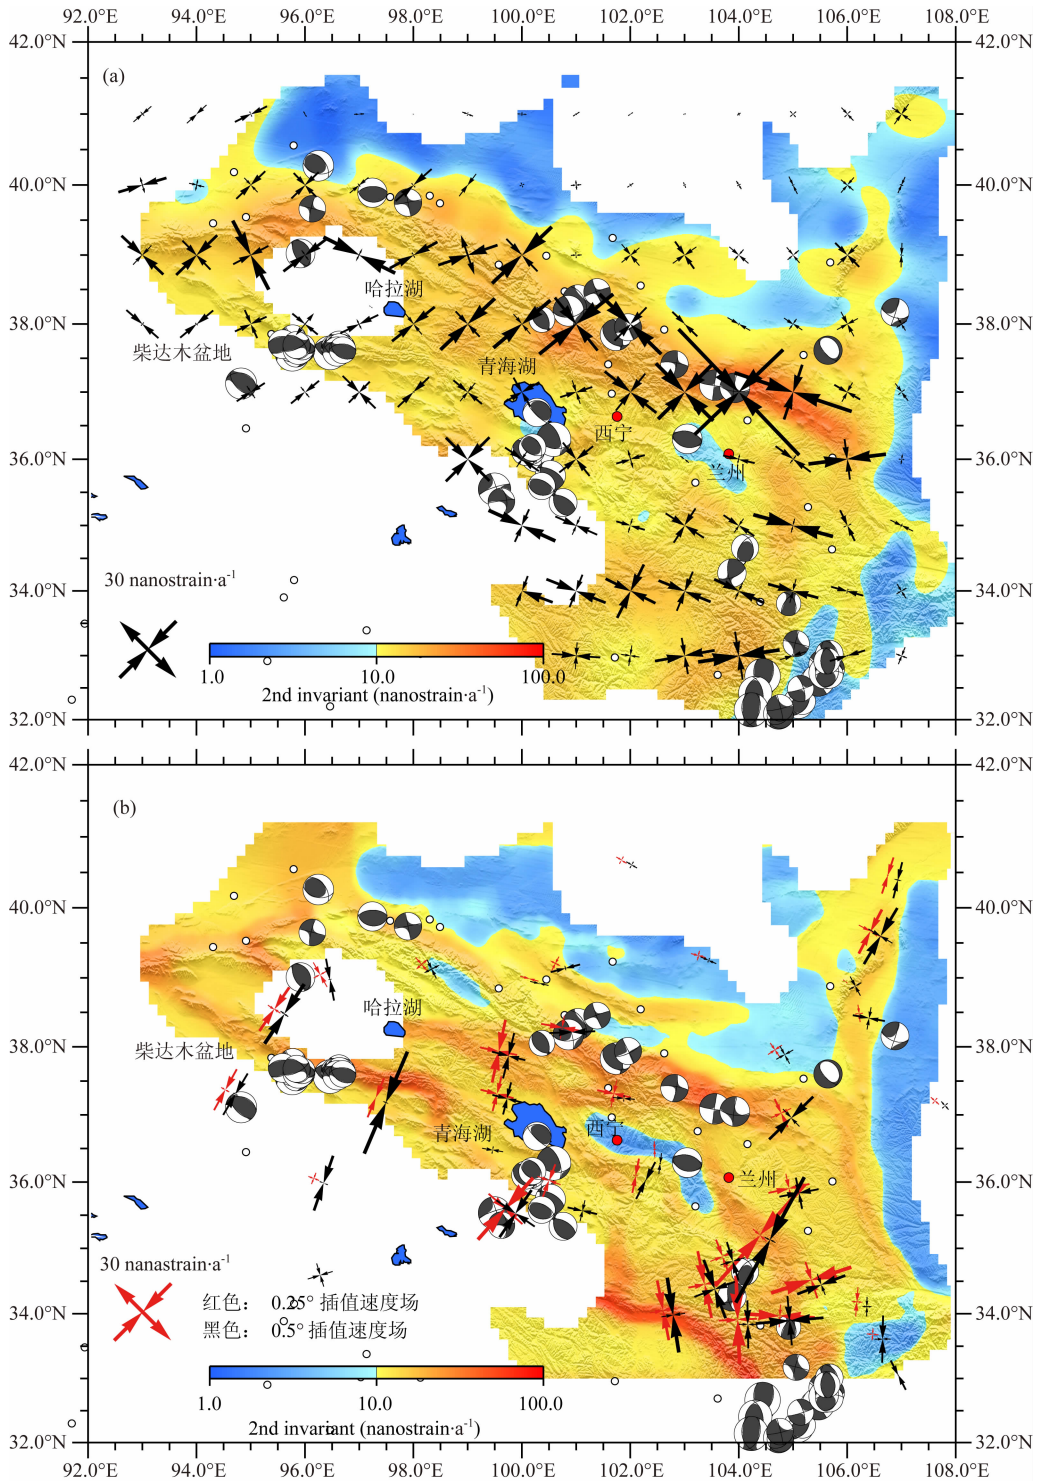 92.0°E 94.0°E 96.0°E 98.0°E 100.0°E 102.0°E 104.0°E 106.0°E 108.0°E
42.0°N 42.0°N
(a)
40.0°N 40.0°N
哈拉湖
38.0°N 38.0°N
柴达木盆地
青海湖
西宁
36.0°N 36.0°N
兰州
34.0°N 34.0°N
30 nanostrain·a⁻¹
1.0 10.0 100.0
2nd invariant (nanostrain·a⁻¹)
32.0°N 32.0°N
42.0°N 42.0°N
(b)
40.0°N 40.0°N
哈拉湖
38.0°N 38.0°N
柴达木盆地
青海湖
西宁
36.0°N 36.0°N
兰州
30 nanastrain·a⁻¹
红色: 0.25° 插值速度场
34.0°N 34.0°N
黑色: 0.5° 插值速度场
1.0 10.0 100.0
2nd invariant (nanostrain·a⁻¹)
32.0°N 32.0°N
92.0°E 94.0°E 96.0°E 98.0°E 100.0°E 102.0°E 104.0°E 106.0°E 108.0°E